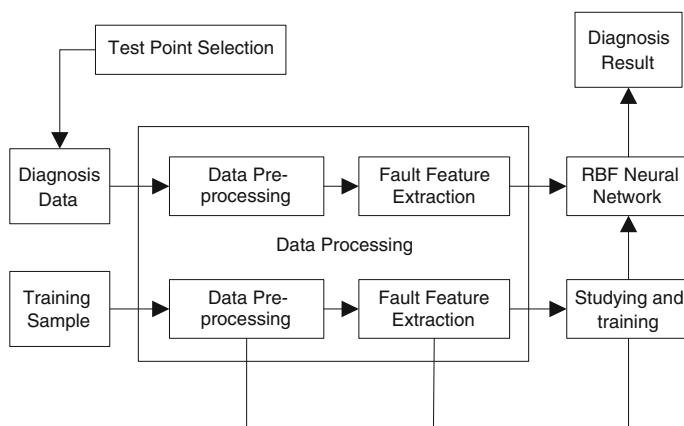 Test Point Selection
Diagnosis
Result
Diagnosis
Data
Data Pre-
processing
Fault Feature
Extraction
RBF Neural
Network
Data Processing
Training
Sample
Data Pre-
processing
Fault Feature
Extraction
Studying and
training